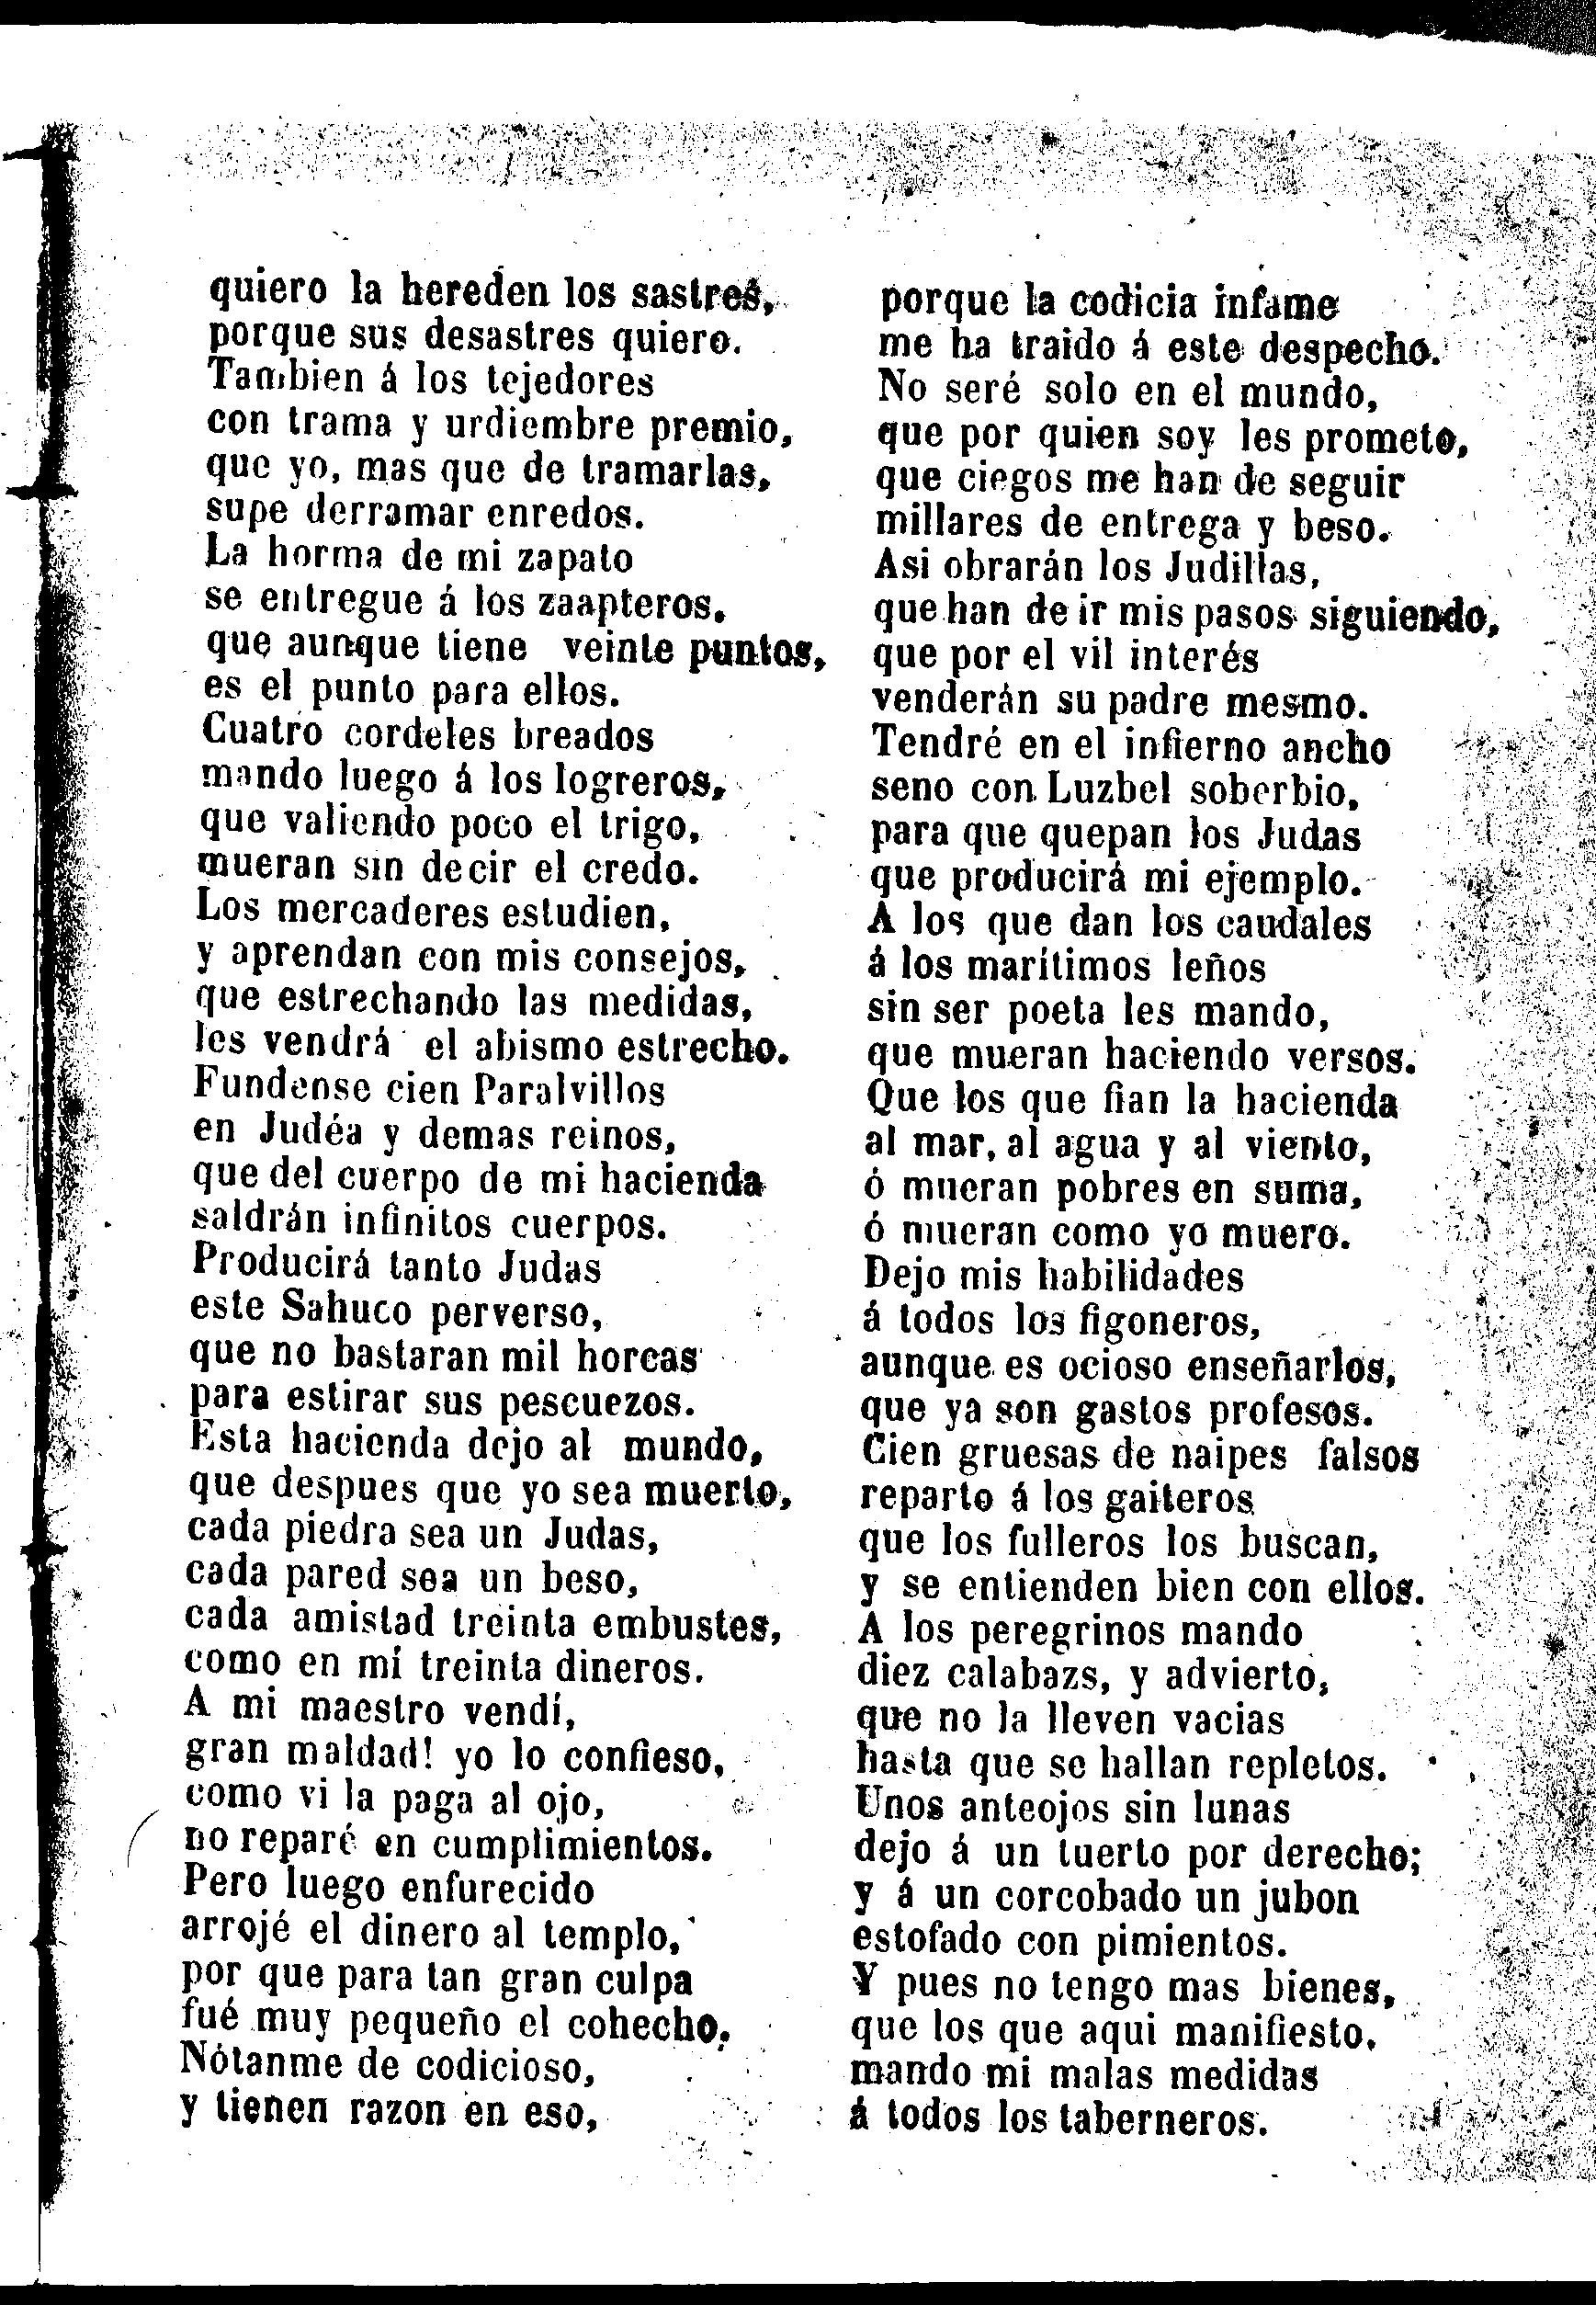 quiero la hereden los sastres,
porque sus desastres quiero.
Tambien á los tejedores
con trama y urdiembre premio,
que yo, mas que de tramarlas,
supe derramar enredos.
La horma de mi zapato
se entregue á los zaapteros,
que aunque tiene veinte puntos,
es el punto para ellos.
Cuatro cordeles breados
mando luego á los logreros,
que valiendo poco el trigo,
mueran sin decir el credo.
Los mercaderes estudien,
y aprendan con mis consejos,
que estrechando las medidas,
les vendrá el abismo estrecho.
Fundense cien Paralvillos
en Judéa y demas reinos,
que del cuerpo de mi hacienda
saldrán infinitos cuerpos.
Producirá tanto Judas
este Sahuco perverso,
que no bastaran mil horcas
para estirar sus pescuezos.
Esta hacienda dejo al mundo,
que despues que yo sea muerto,
cada piedra sea un Judas,
cada pared sea un beso,
cada amistad treinta embustes,
como en mí treinta dineros.
A mi maestro vendí,
gran maldad! yo lo confieso,
como vi la paga al ojo,
no reparé en cumplimientos.
Pero luego enfurecido
arrojé el dinero al templo,
por que para tan gran culpa
fué muy pequeño el cohecho.
Nótanme de codicioso,
y tienen razon en eso,
porque la codicia infame
me ha traido á este despecho.
No seré solo en el mundo,
que por quien soy les prometo,
que ciegos me han de seguir
millares de entrega y beso.
Asi obrarán los Judillas,
que han de ir mis pasos siguiendo,
que por el vil interés
venderán su padre mesmo.
Tendré en el infierno ancho
seno con Luzbel soberbio,
para que quepan los Judas
que producirá mi ejemplo.
A los que dan los caudales
á los marítimos leños
sin ser poeta les mando,
que mueran haciendo versos.
Que los que fian la hacienda
al mar, al agua y al viento,
ó mueran pobres en suma,
ó mueran como yo muero.
Dejo mis habilidades
á todos los figoneros,
aunque es ocioso enseñarlos,
que ya son gastos profesos.
Cien gruesas de naipes falsos
reparto á los gaiteros
que los fulleros los buscan,
y se entienden bien con ellos.
A los peregrinos mando
diez calabazs, y advierto,
que no la lleven vacias
hasta que se hallan repletos.
Unos anteojos sin lunas
dejo á un tuerto por derecho;
y á un corcobado un jubon
estofado con pimientos.
Y pues no tengo mas bienes,
que los que aqui manifiesto,
mando mi malas medidas
á todos los taberneros.